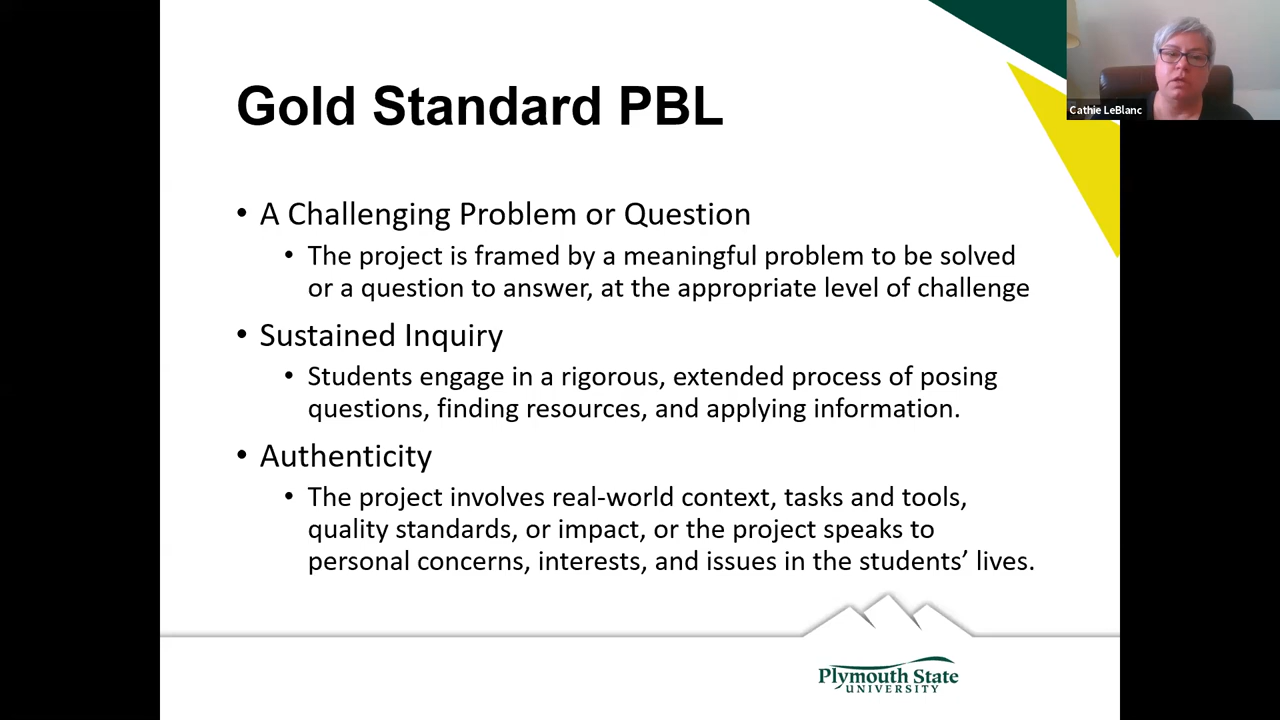 Gold Standard PBL
Cathie LeBlanc
• A Challenging Problem or Question
• The project is framed by a meaningful problem to be solved
or a question to answer, at the appropriate level of challenge
• Sustained Inquiry
• Students engage in a rigorous, extended process of posing
questions, finding resources, and applying information.
• Authenticity
• The project involves real-world context, tasks and tools,
quality standards, or impact, or the project speaks to
personal concerns, interests, and issues in the students’ lives.
Plymouth State
UNIVERSITY